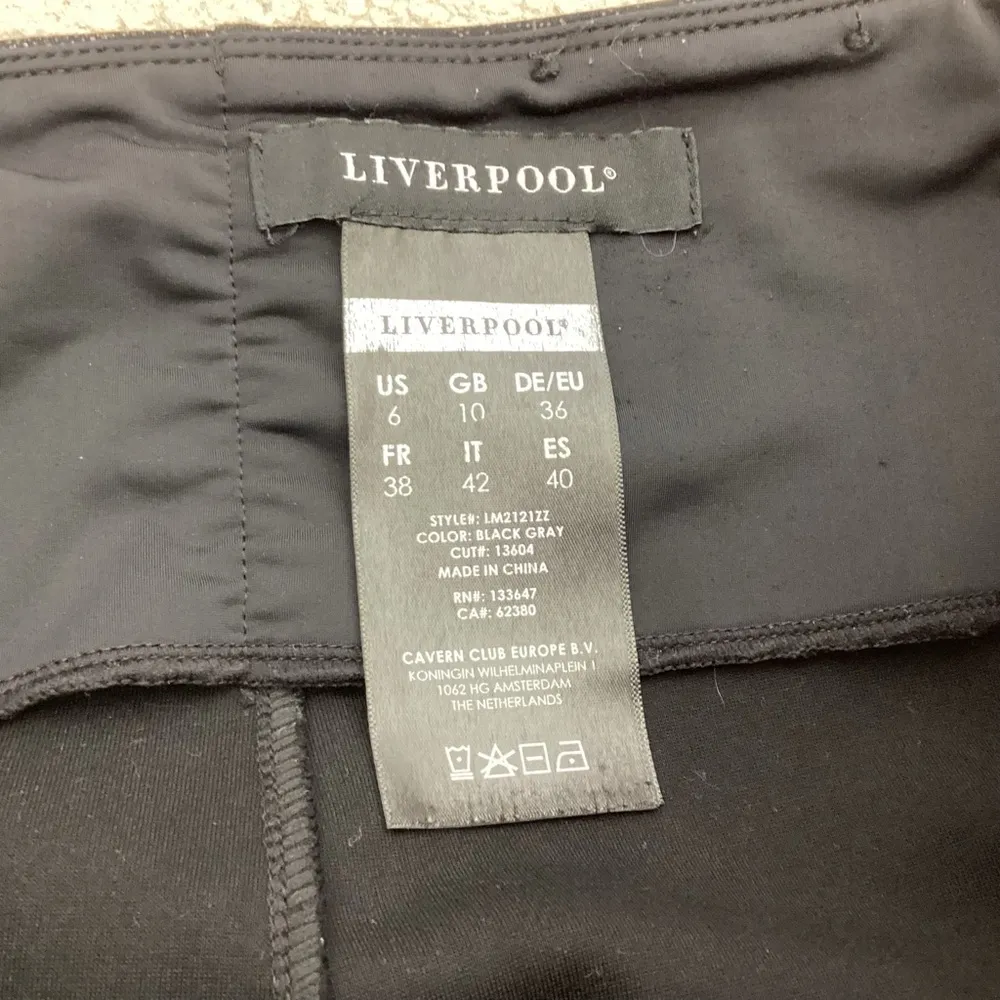 LIVERPOOL®
LIVERPOOL®
US GB DE/EU
6 10 36
FR IT ES
38 42 40
STYLE#: LM2121ZZ
COLOR: BLACK GRAY
CUT#: 13604
MADE IN CHINA
RN#: 133647
CA#: 62380
CAVERN CLUB EUROPE B.V.
KONINGIN WILHELMINAPLEIN 1
1062 HG AMSTERDAM
THE NETHERLANDS